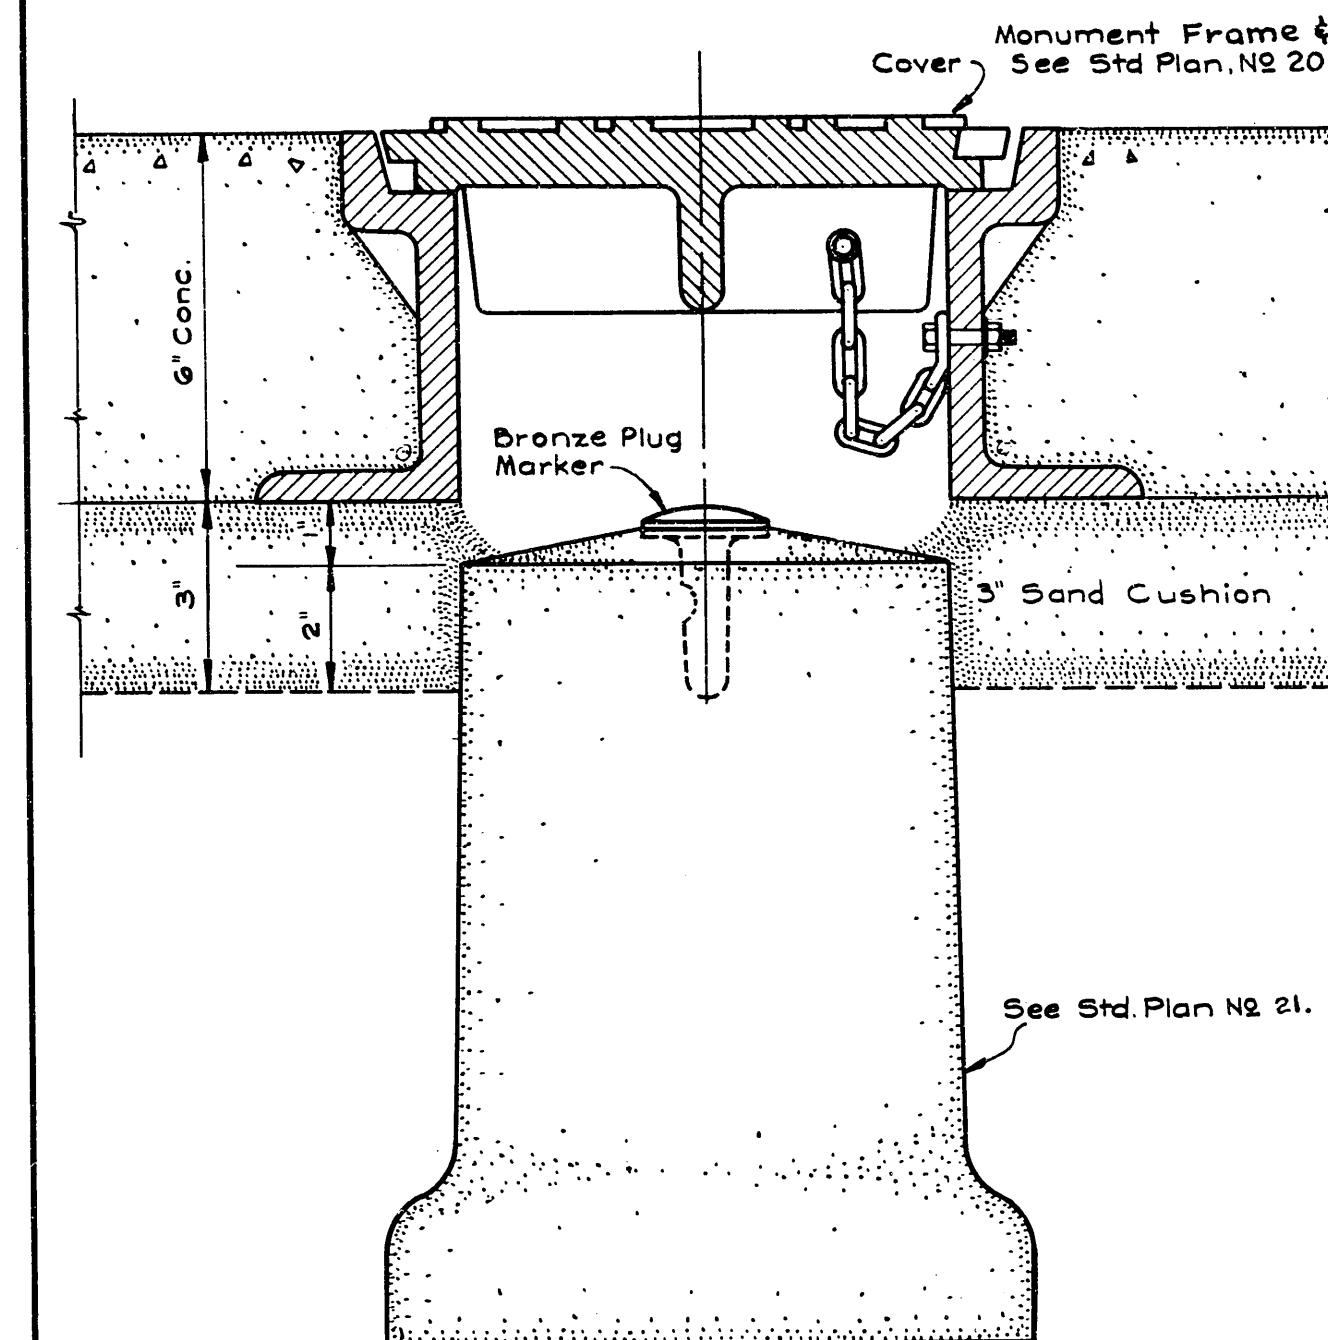 Monument Frame &
Cover See Std Plan, Nº 20
6" Conc.
Bronze Plug
Marker
1"
3"
2"
3" Sand Cushion
See Std. Plan Nº 21.